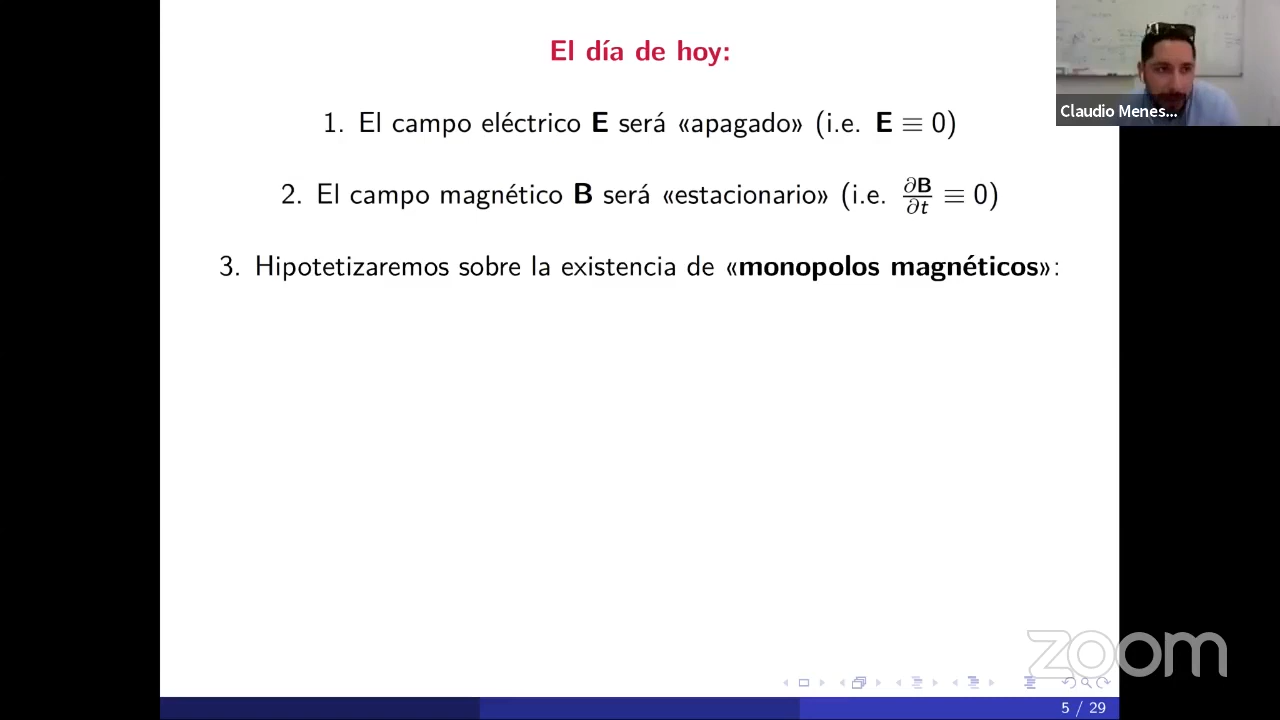 El día de hoy:
1. El campo eléctrico E será «apagado» (i.e. E ≡ 0)
2. El campo magnético B será «estacionario» (i.e. ∂B/∂t ≡ 0)
3. Hipotetizaremos sobre la existencia de «monopolos magnéticos»:
Claudio Menes...
zoom
5 / 29